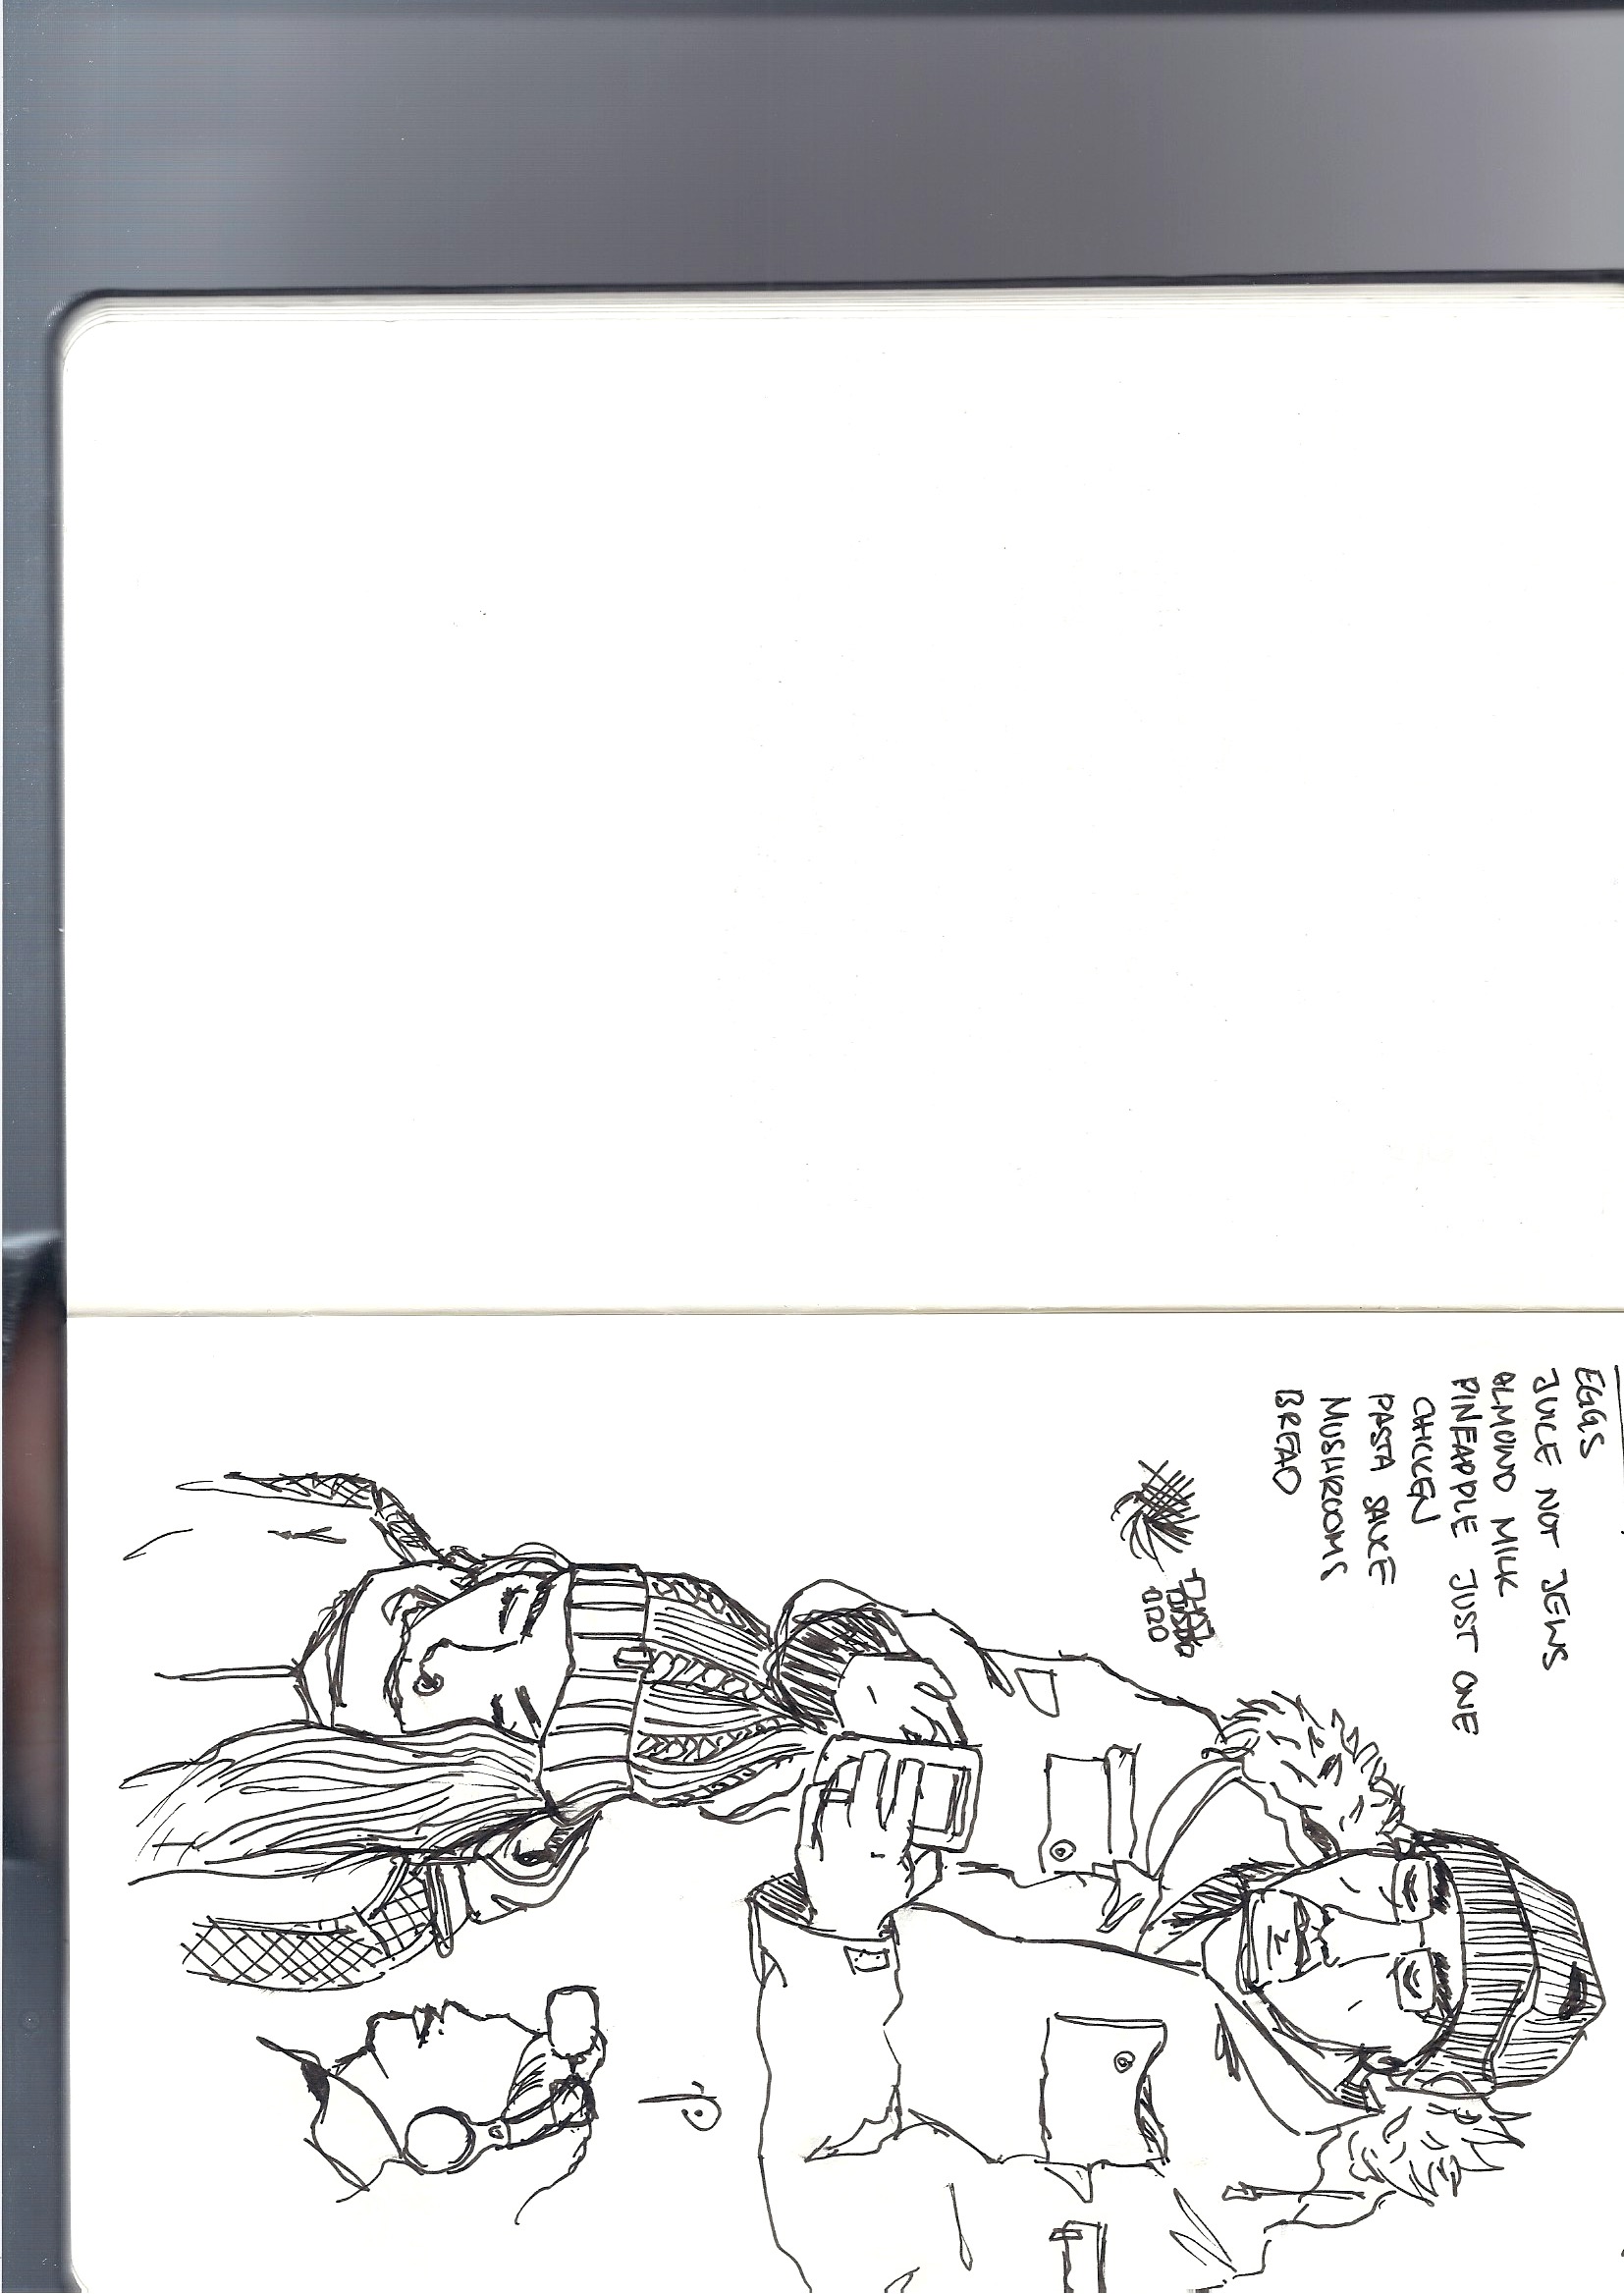 EGGS
JUICE NOT JEWS
ALMOND MILK
PINEAPPLE JUST ONE
CHICKEN
PASTA SAUCE
MUSHROOMS
BREAD